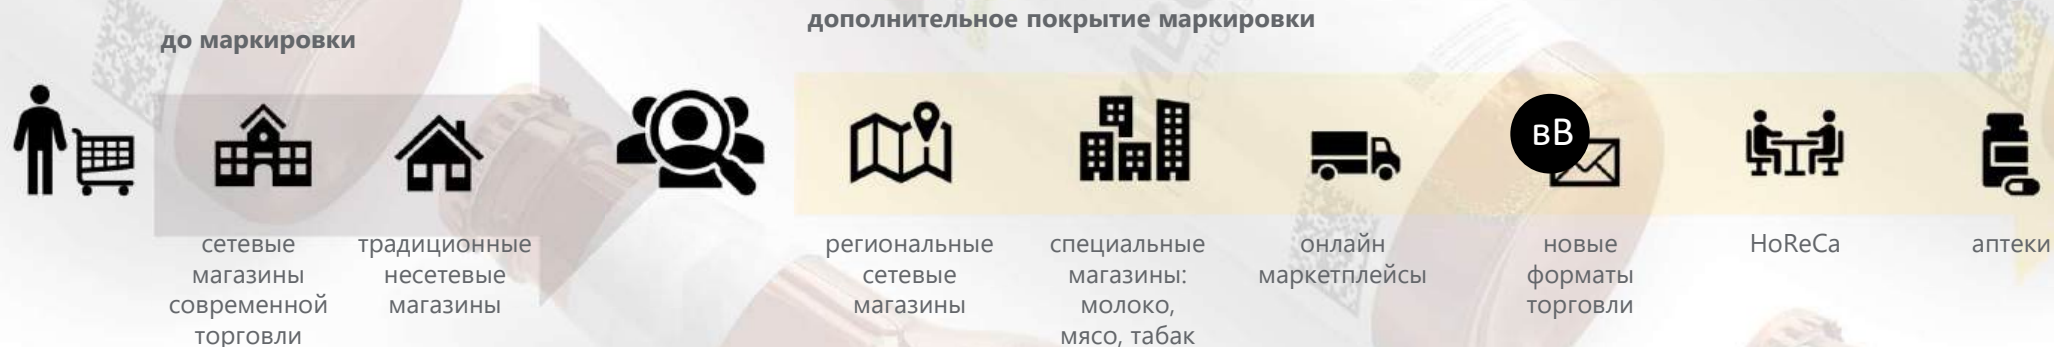 до маркировки
дополнительное покрытие маркировки
вВ
сетевые
магазины
современной
торговли
традиционные
несетевые
магазины
региональные
сетевые
магазины
специальные
магазины:
молоко,
мясо, табак
онлайн
маркетплейсы
новые
форматы
торговли
HoReCa
аптеки